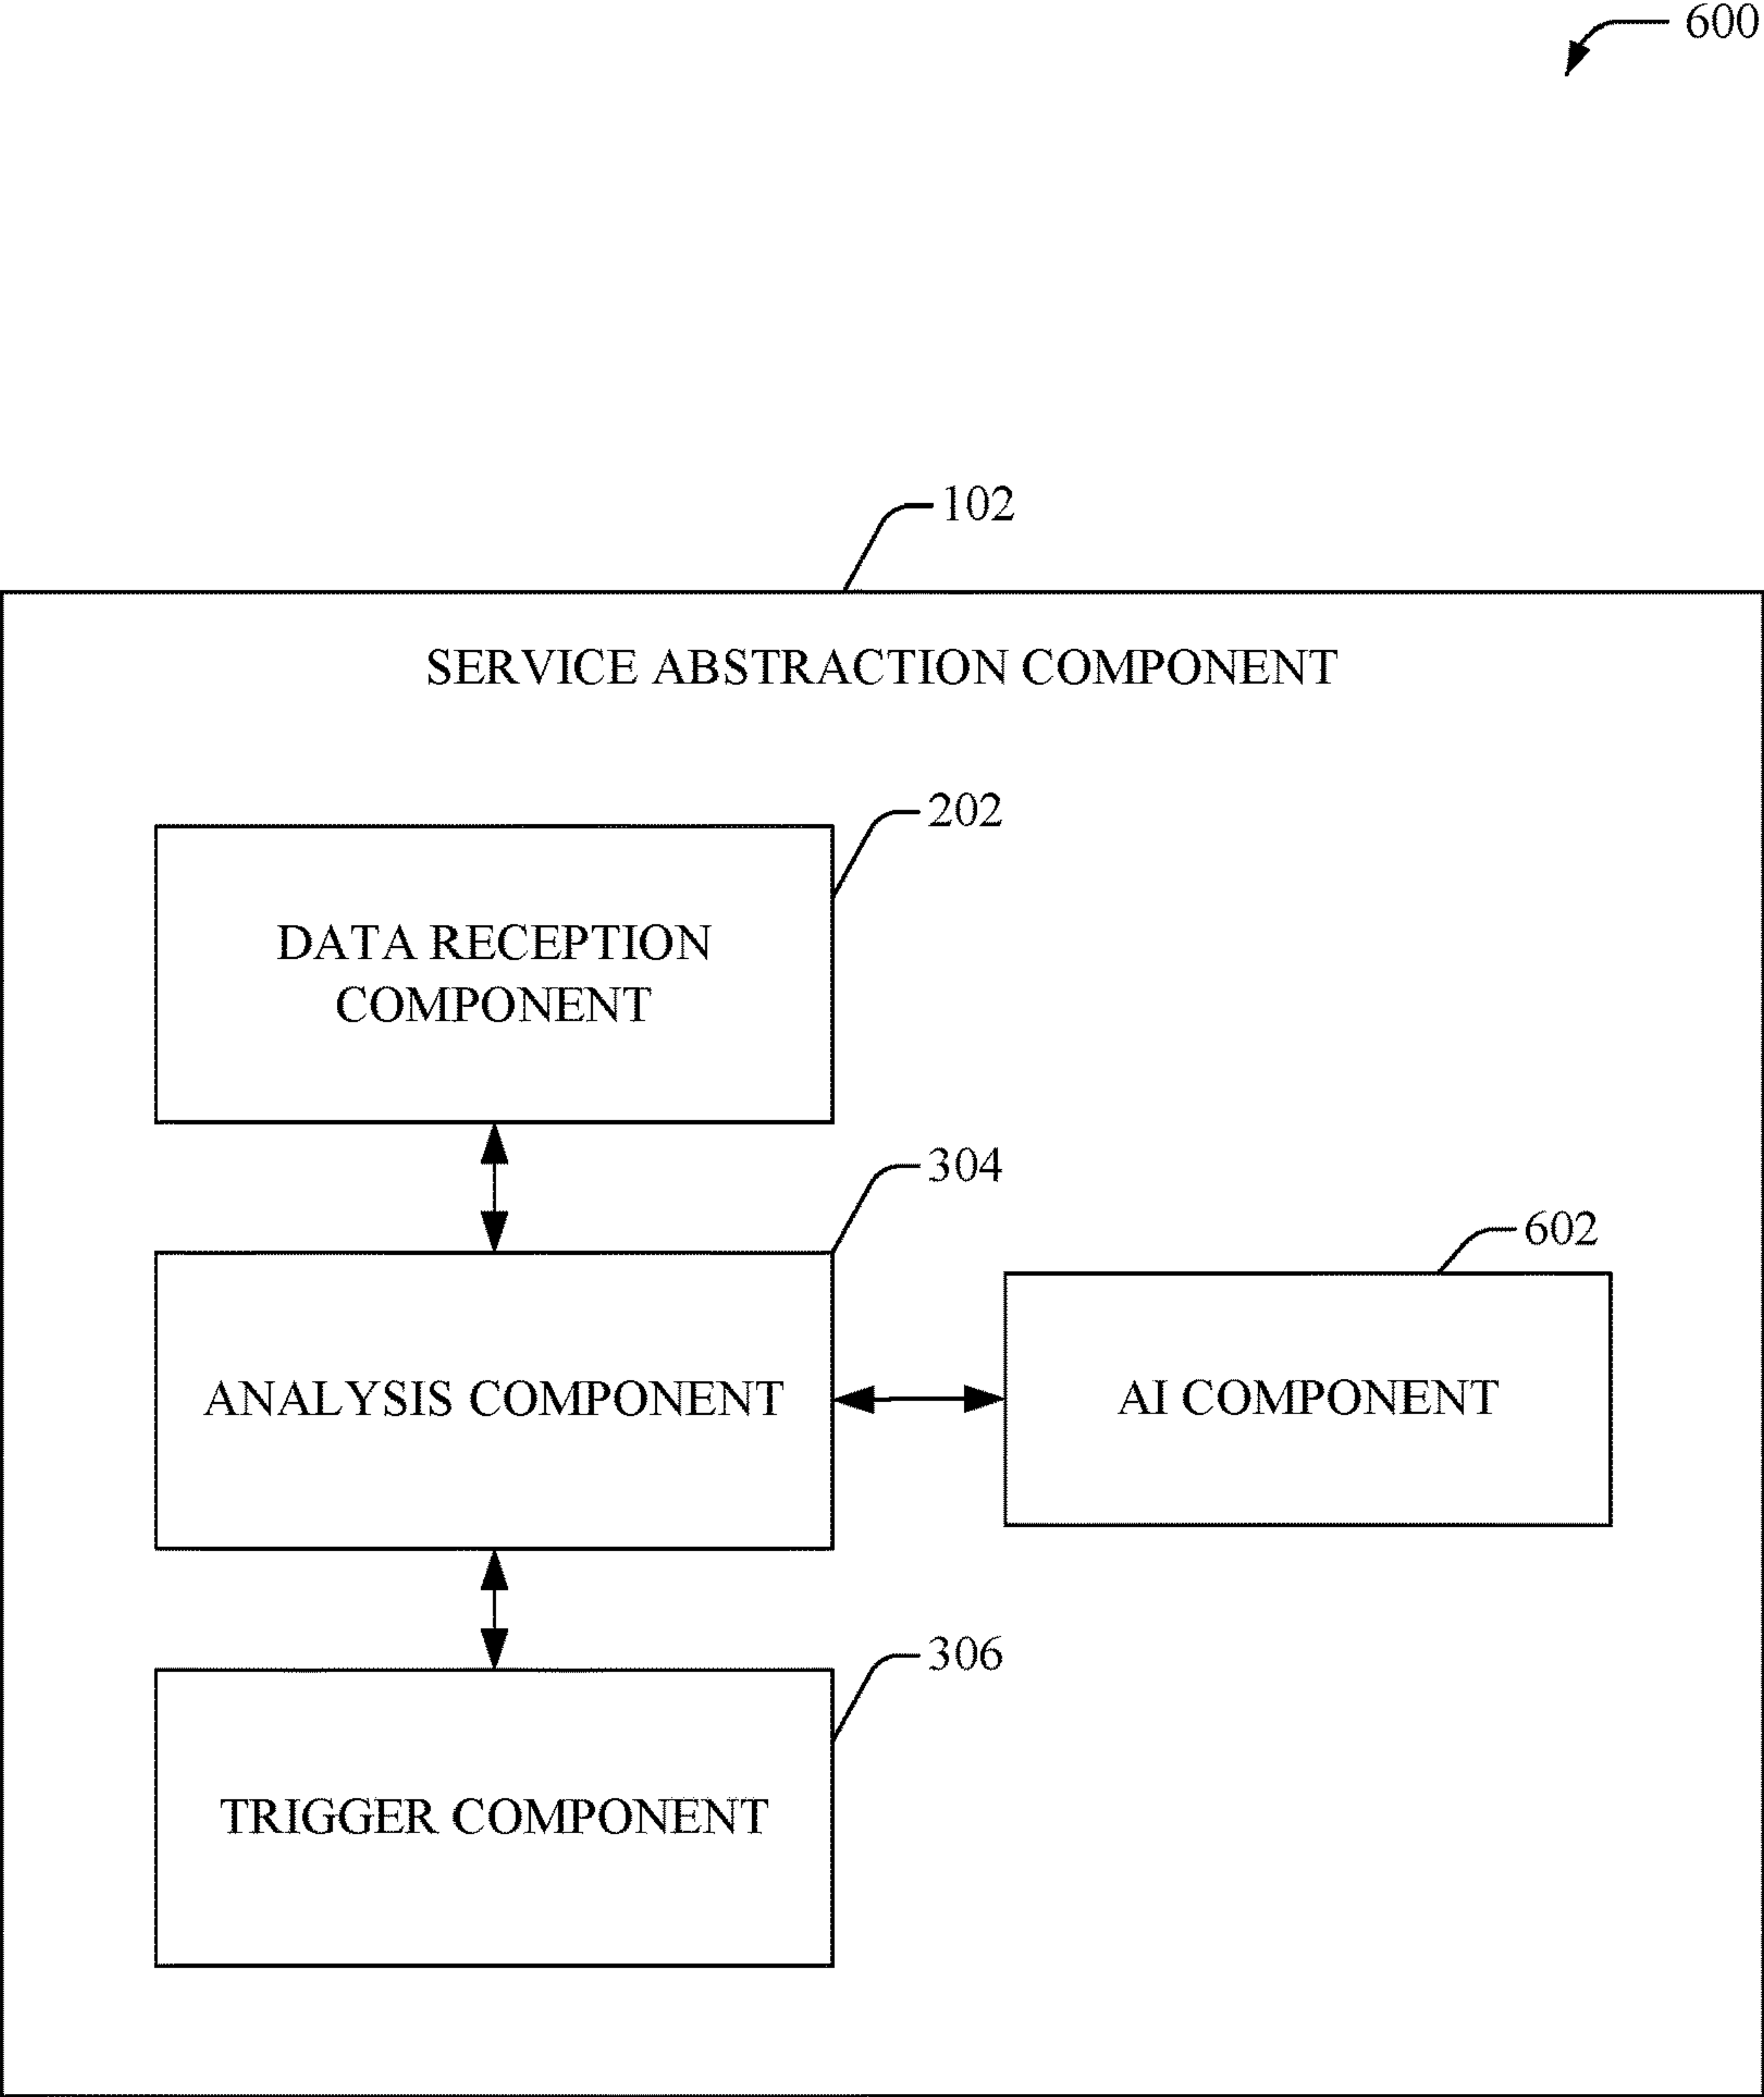 600
102
SERVICE ABSTRACTION COMPONENT
202
DATA RECEPTION
COMPONENT
304
602
ANALYSIS COMPONENT
AI COMPONENT
306
TRIGGER COMPONENT